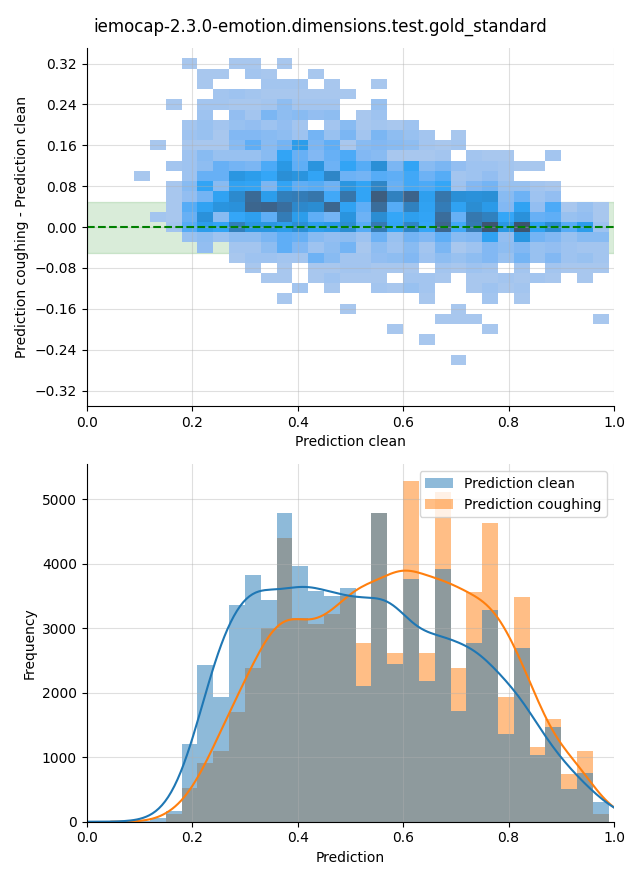 iemocap-2.3.0-emotion.dimensions.test.gold_standard
Prediction coughing - Prediction clean
0.32
0.24
0.16
0.08
0.00
−0.08
−0.16
−0.24
−0.32
0.0 0.2 0.4 0.6 0.8 1.0
Prediction clean
Prediction clean
Prediction coughing
Frequency
5000
4000
3000
2000
1000
0
0.0 0.2 0.4 0.6 0.8 1.0
Prediction